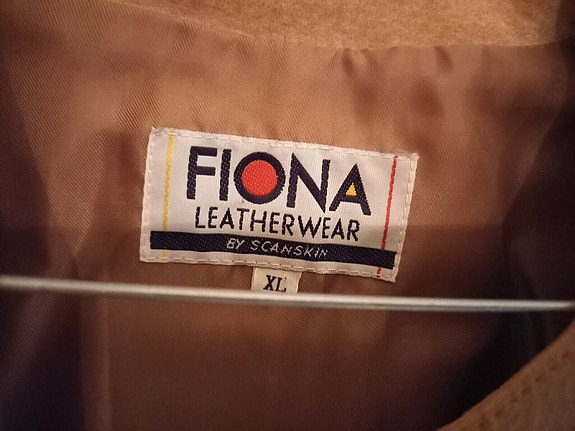 FIONA
LEATHERWEAR
BY SCANSKIN
XL